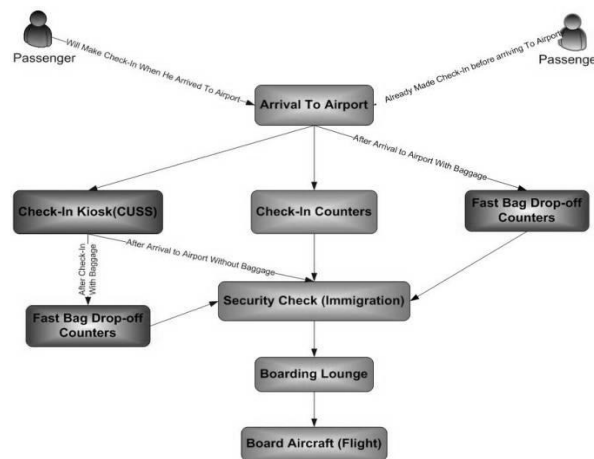 Passenger
Will Make Check-In When He Arrived To Airport
Already Made Check-In before arriving To Airport
Passenge
Arrival To Airport
After Arrival to Airport With Baggage
Check-In Kiosk(CUSS)
Check-In Counters
Fast Bag Drop-off
Counters
After Check-In
With Baggage
After Arrival to Airport Without Baggage
Security Check (Immigration)
Fast Bag Drop-off
Counters
Boarding Lounge
Board Aircraft (Flight)